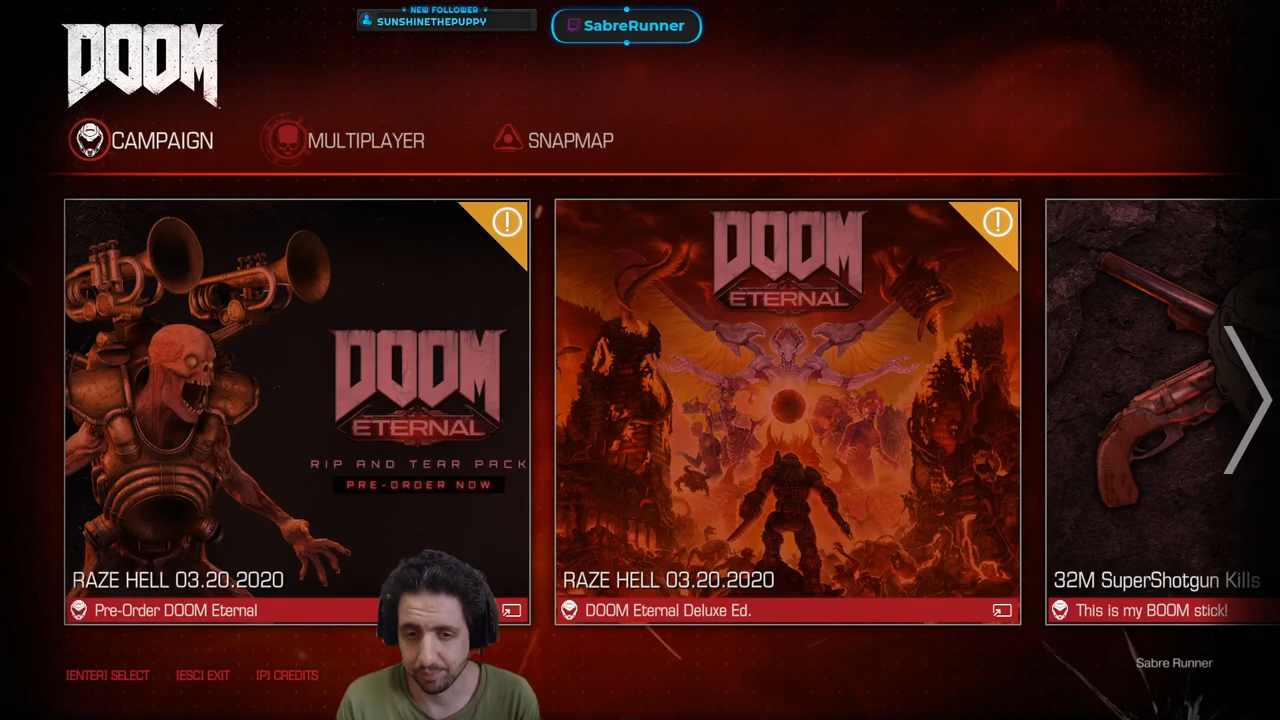 NEW FOLLOWER
SUNSHINETHEPUPPY
SabreRunner
DOOM
CAMPAIGN
MULTIPLAYER
SNAPMAP
DOOM
ETERNAL
RIP AND TEAR PACK
PRE-ORDER NOW
RAZE HELL 03.20.2020
Pre-Order DOOM Eternal
DOOM
ETERNAL
RAZE HELL 03.20.2020
DOOM Eternal Deluxe Ed.
32M SuperShotgun Kills
This is my BOOM stick!
[ENTER] SELECT
[ESC] EXIT
[P] CREDITS
Sabre Runner